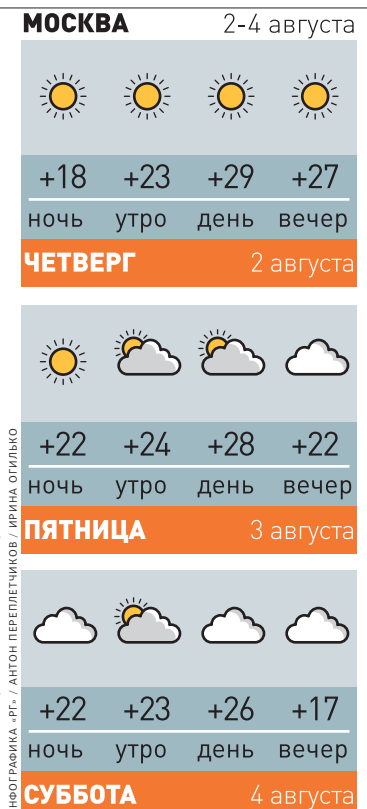 МОСКВА 2-4 августа
+18 +23 +29 +27
ночь утро день вечер
ЧЕТВЕРГ 2 августа
+22 +24 +28 +22
ночь утро день вечер
ПЯТНИЦА 3 августа
+22 +23 +26 +17
ночь утро день вечер
СУББОТА 4 августа
НФОГРАФИКА «РГ» / АНТОН ПЕРЕПЛЕТЧИКОВ / ИРИНА ОГИЛЬКО